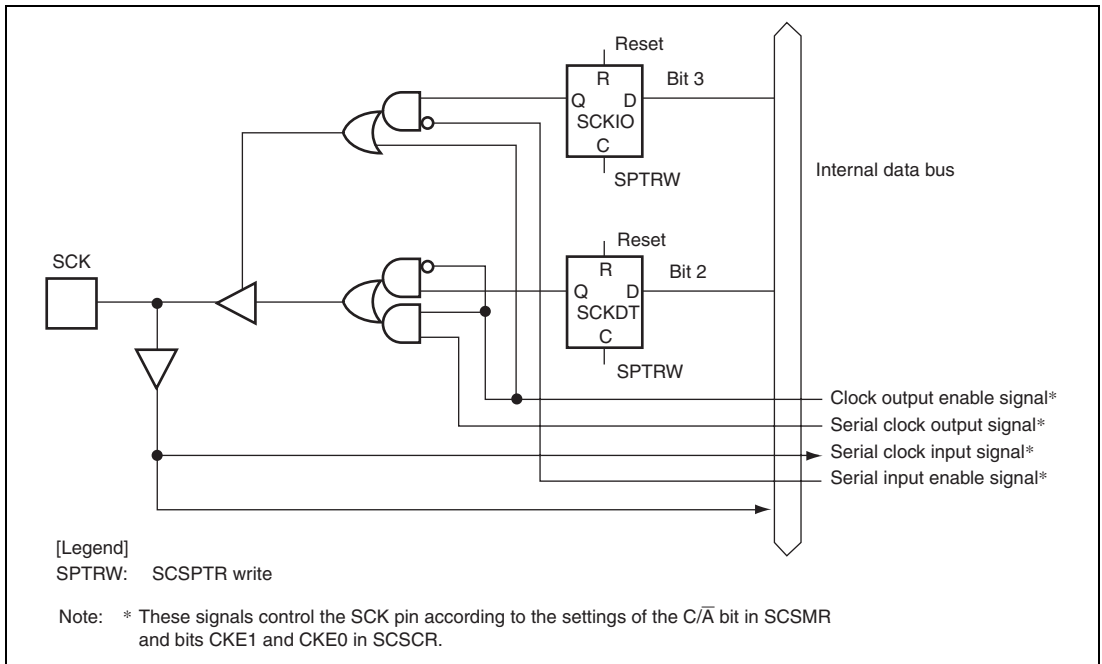 Reset
R
Bit 3
Q D
SCKIO
C
SPTRW
Internal data bus
Reset
R
Bit 2
Q D
SCKDT
C
SPTRW
SCK
Clock output enable signal*
Serial clock output signal*
Serial clock input signal*
Serial input enable signal*
[Legend]
SPTRW: SCSPTR write
Note: * These signals control the SCK pin according to the settings of the C/A̅ bit in SCSMR
and bits CKE1 and CKE0 in SCSCR.